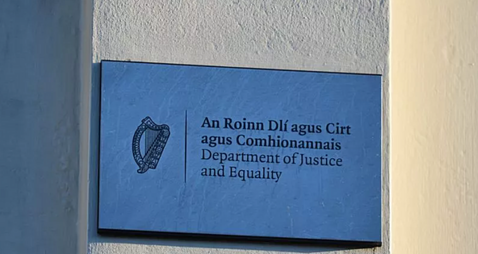 An Roinn Dlí agus Cirt
agus Comhionannais
Department of Justice
and Equality